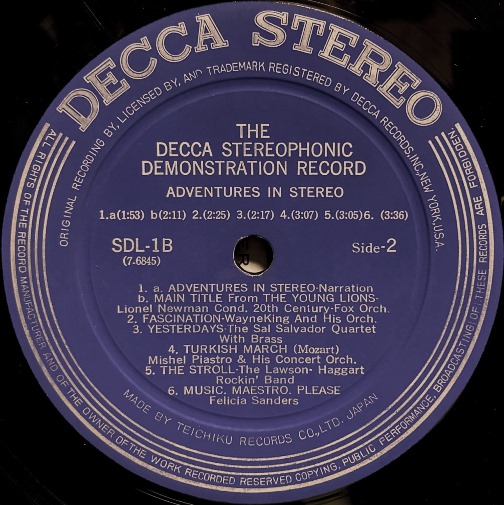 DECCA STEREO
ORIGINAL RECORDING BY, LICENSED BY, AND TRADEMARK REGISTERED BY DECCA RECORDS, INC, NEW YORK, U.S.A.
THE
DECCA STEREOPHONIC
DEMONSTRATION RECORD
ADVENTURES IN STEREO
1.a(1:53) b(2:11) 2.(2:25) 3.(2:17) 4.(3:07) 5.(3:05)6. (3:36)
SDL-1B
(7-6845)
Side-2
1. a. ADVENTURES IN STEREO-Narration
b. MAIN TITLE From THE YOUNG LIONS-
Lionel Newman Cond. 20th Century-Fox Orch.
2. FASCINATION-WayneKing And His Orch.
3. YESTERDAYS-The Sal Salvador Quartet
With Brass
4. TURKISH MARCH (Mozart)
Mishel Piastro & His Concert Orch.
5. THE STROLL-The Lawson- Haggart
Rockin' Band
6. MUSIC, MAESTRO, PLEASE
Felicia Sanders
MADE BY TEICHIKU RECORDS CO., LTD. JAPAN
ALL RIGHTS OF THE RECORD MANUFACTURER AND OF THE OWNER OF THE WORK RECORDED RESERVED COPYING, PUBLIC PERFORMANCE, BROADCASTING OF THESE RECORDS ARE FORBIDDEN.